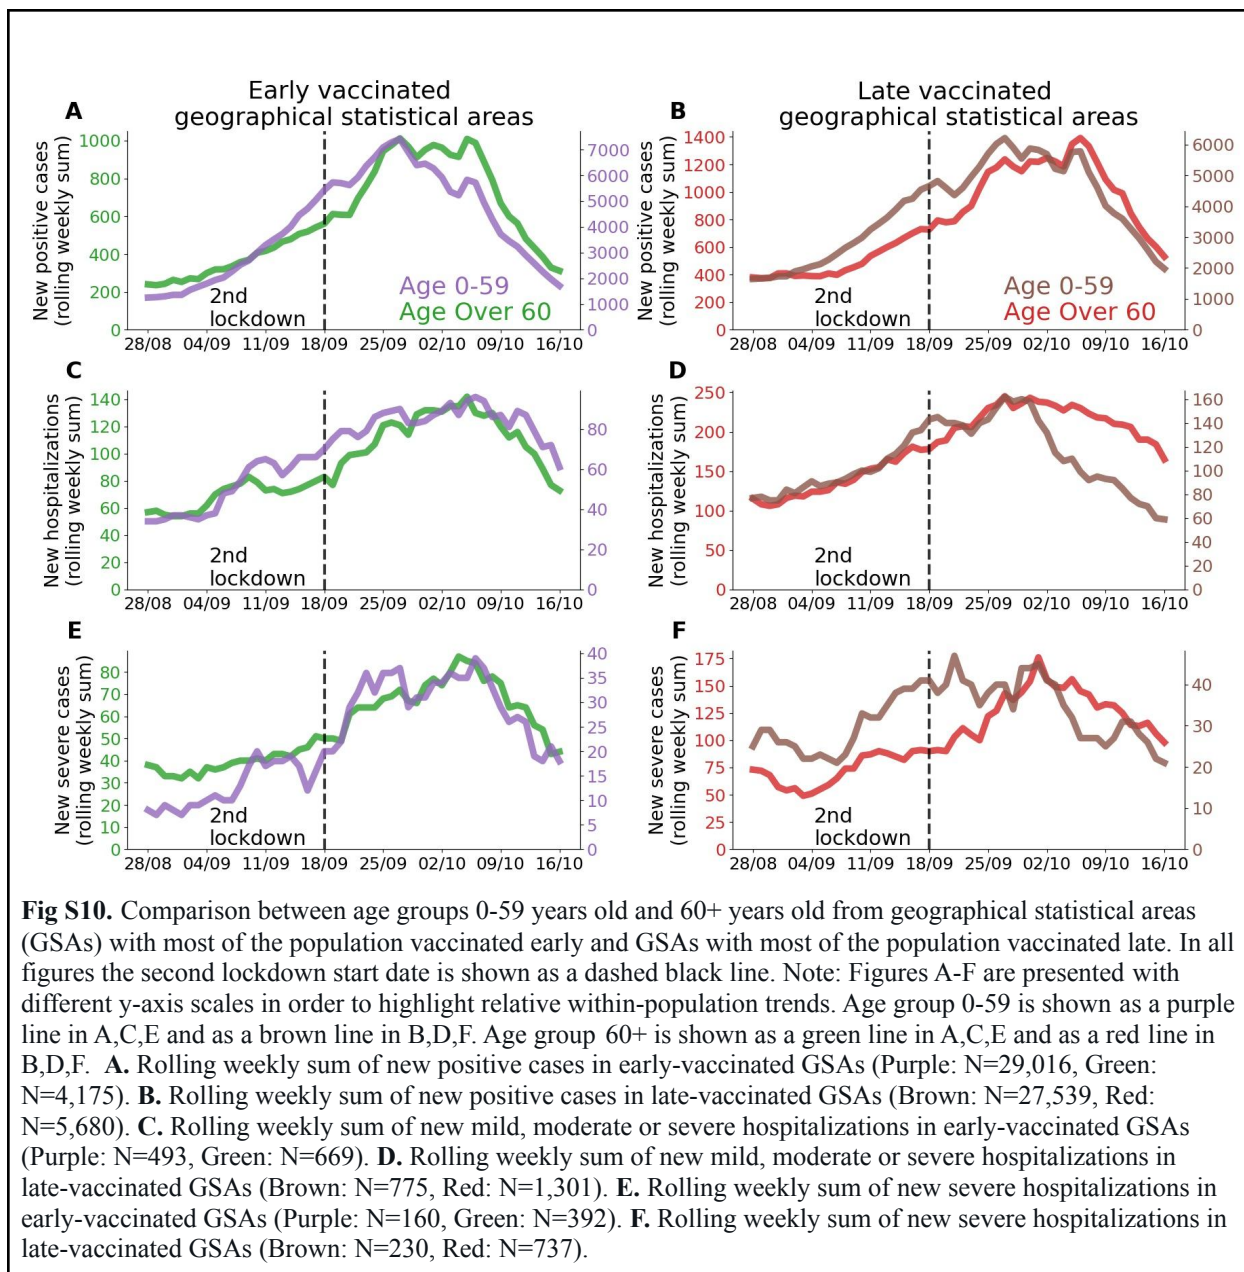 Early vaccinated
geographical statistical areas
Late vaccinated
geographical statistical areas
A
New positive cases
(rolling weekly sum)
1000
800
600
400
200
0
7000
6000
5000
4000
3000
2000
1000
0
Age 0-59
Age Over 60
2nd
lockdown
28/08 04/09 11/09 18/09 25/09 02/10 09/10 16/10
B
New positive cases
(rolling weekly sum)
1400
1200
1000
800
600
400
200
0
6000
5000
4000
3000
2000
1000
0
Age 0-59
Age Over 60
2nd
lockdown
28/08 04/09 11/09 18/09 25/09 02/10 09/10 16/10
C
New hospitalizations
(rolling weekly sum)
140
120
100
80
60
40
20
0
80
60
40
20
0
2nd
lockdown
28/08 04/09 11/09 18/09 25/09 02/10 09/10 16/10
D
New hospitalizations
(rolling weekly sum)
250
200
150
100
50
0
160
140
120
100
80
60
40
20
0
2nd
lockdown
28/08 04/09 11/09 18/09 25/09 02/10 09/10 16/10
E
New severe cases
(rolling weekly sum)
80
70
60
50
40
30
20
10
0
40
35
30
25
20
15
10
5
0
2nd
lockdown
28/08 04/09 11/09 18/09 25/09 02/10 09/10 16/10
F
New severe cases
(rolling weekly sum)
175
150
125
100
75
50
25
0
40
30
20
10
0
2nd
lockdown
28/08 04/09 11/09 18/09 25/09 02/10 09/10 16/10
Fig S10. Comparison between age groups 0-59 years old and 60+ years old from geographical statistical areas
(GSAs) with most of the population vaccinated early and GSAs with most of the population vaccinated late. In all
figures the second lockdown start date is shown as a dashed black line. Note: Figures A-F are presented with
different y-axis scales in order to highlight relative within-population trends. Age group 0-59 is shown as a purple
line in A,C,E and as a brown line in B,D,F. Age group 60+ is shown as a green line in A,C,E and as a red line in
B,D,F. A. Rolling weekly sum of new positive cases in early-vaccinated GSAs (Purple: N=29,016, Green:
N=4,175). B. Rolling weekly sum of new positive cases in late-vaccinated GSAs (Brown: N=27,539, Red:
N=5,680). C. Rolling weekly sum of new mild, moderate or severe hospitalizations in early-vaccinated GSAs
(Purple: N=493, Green: N=669). D. Rolling weekly sum of new mild, moderate or severe hospitalizations in
late-vaccinated GSAs (Brown: N=775, Red: N=1,301). E. Rolling weekly sum of new severe hospitalizations in
early-vaccinated GSAs (Purple: N=160, Green: N=392). F. Rolling weekly sum of new severe hospitalizations in
late-vaccinated GSAs (Brown: N=230, Red: N=737).